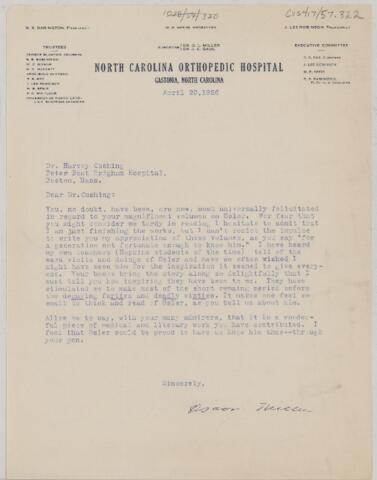 CUS417/57.322
R. B. BABINGTON, PRESIDENT
J. LEE ROBINSON, TREASURER
TRUSTEES
EXECUTIVE COMMITTEE
NORTH CAROLINA ORTHOPEDIC HOSPITAL
GASTONIA, NORTH CAROLINA
April 20,1926
Dr. Harvey Cushing
Peter Bent Brigham Hospital.
Boston, Mass.
Dear Dr.Cushing:
You, no doubt, have been, are now, most universally felicitated
in regard to your magnificent volumes on Osler. For fear that
you might consider me tardy in reading I hesitate to admit that
I am just finishing the works, but I can't resist the impulse
to write you my appreciation of these volumes, as you say "for
a generation not fortunate enough to know him." I have heard
my own teachers (Hopkins students of the time) tell of the
ward visits and doings of Osler and have so often wished I
might have seen him for the inspiration it seemed to give every-
one. Your books bring the story along so delightfully that I
must tell you how inspiring they have been to me. They have
stimulated me to make most of the short remaining period before
the
forties and deadly sixties. It makes one feel so
small to think and read of Osler, as you tell us about him.
Allow me to say, with your many admirers, that it is a wonder-
ful piece of medical and literary work you have contributed. I
feel that Osler would be proud to have us know him thus--through
your pen.
Sincerely,
Miller